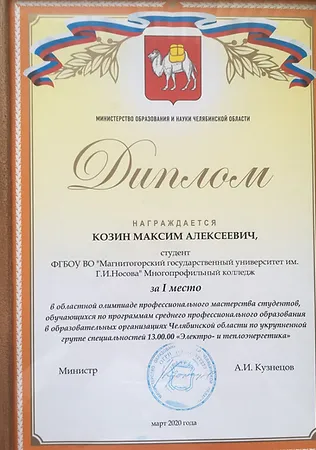 МИНИСТЕРСТВО ОБРАЗОВАНИЯ И НАУКИ ЧЕЛЯБИНСКОЙ ОБЛАСТИ
Диплом
НАГРАЖДАЕТСЯ
КОЗИН МАКСИМ АЛЕКСЕЕВИЧ,
студент
ФГБОУ ВО "Магнитогорский государственный университет им.
Г.И.Носова" Многопрофильный колледж
за I место
в областной олимпиаде профессионального мастерства студентов,
обучающихся по программам среднего профессионального образования
в образовательных организациях Челябинской области по укрупненной
группе специальностей 13.00.00 «Электро- и теплоэнергетика»
Министр А.И. Кузнецов
март 2020 года